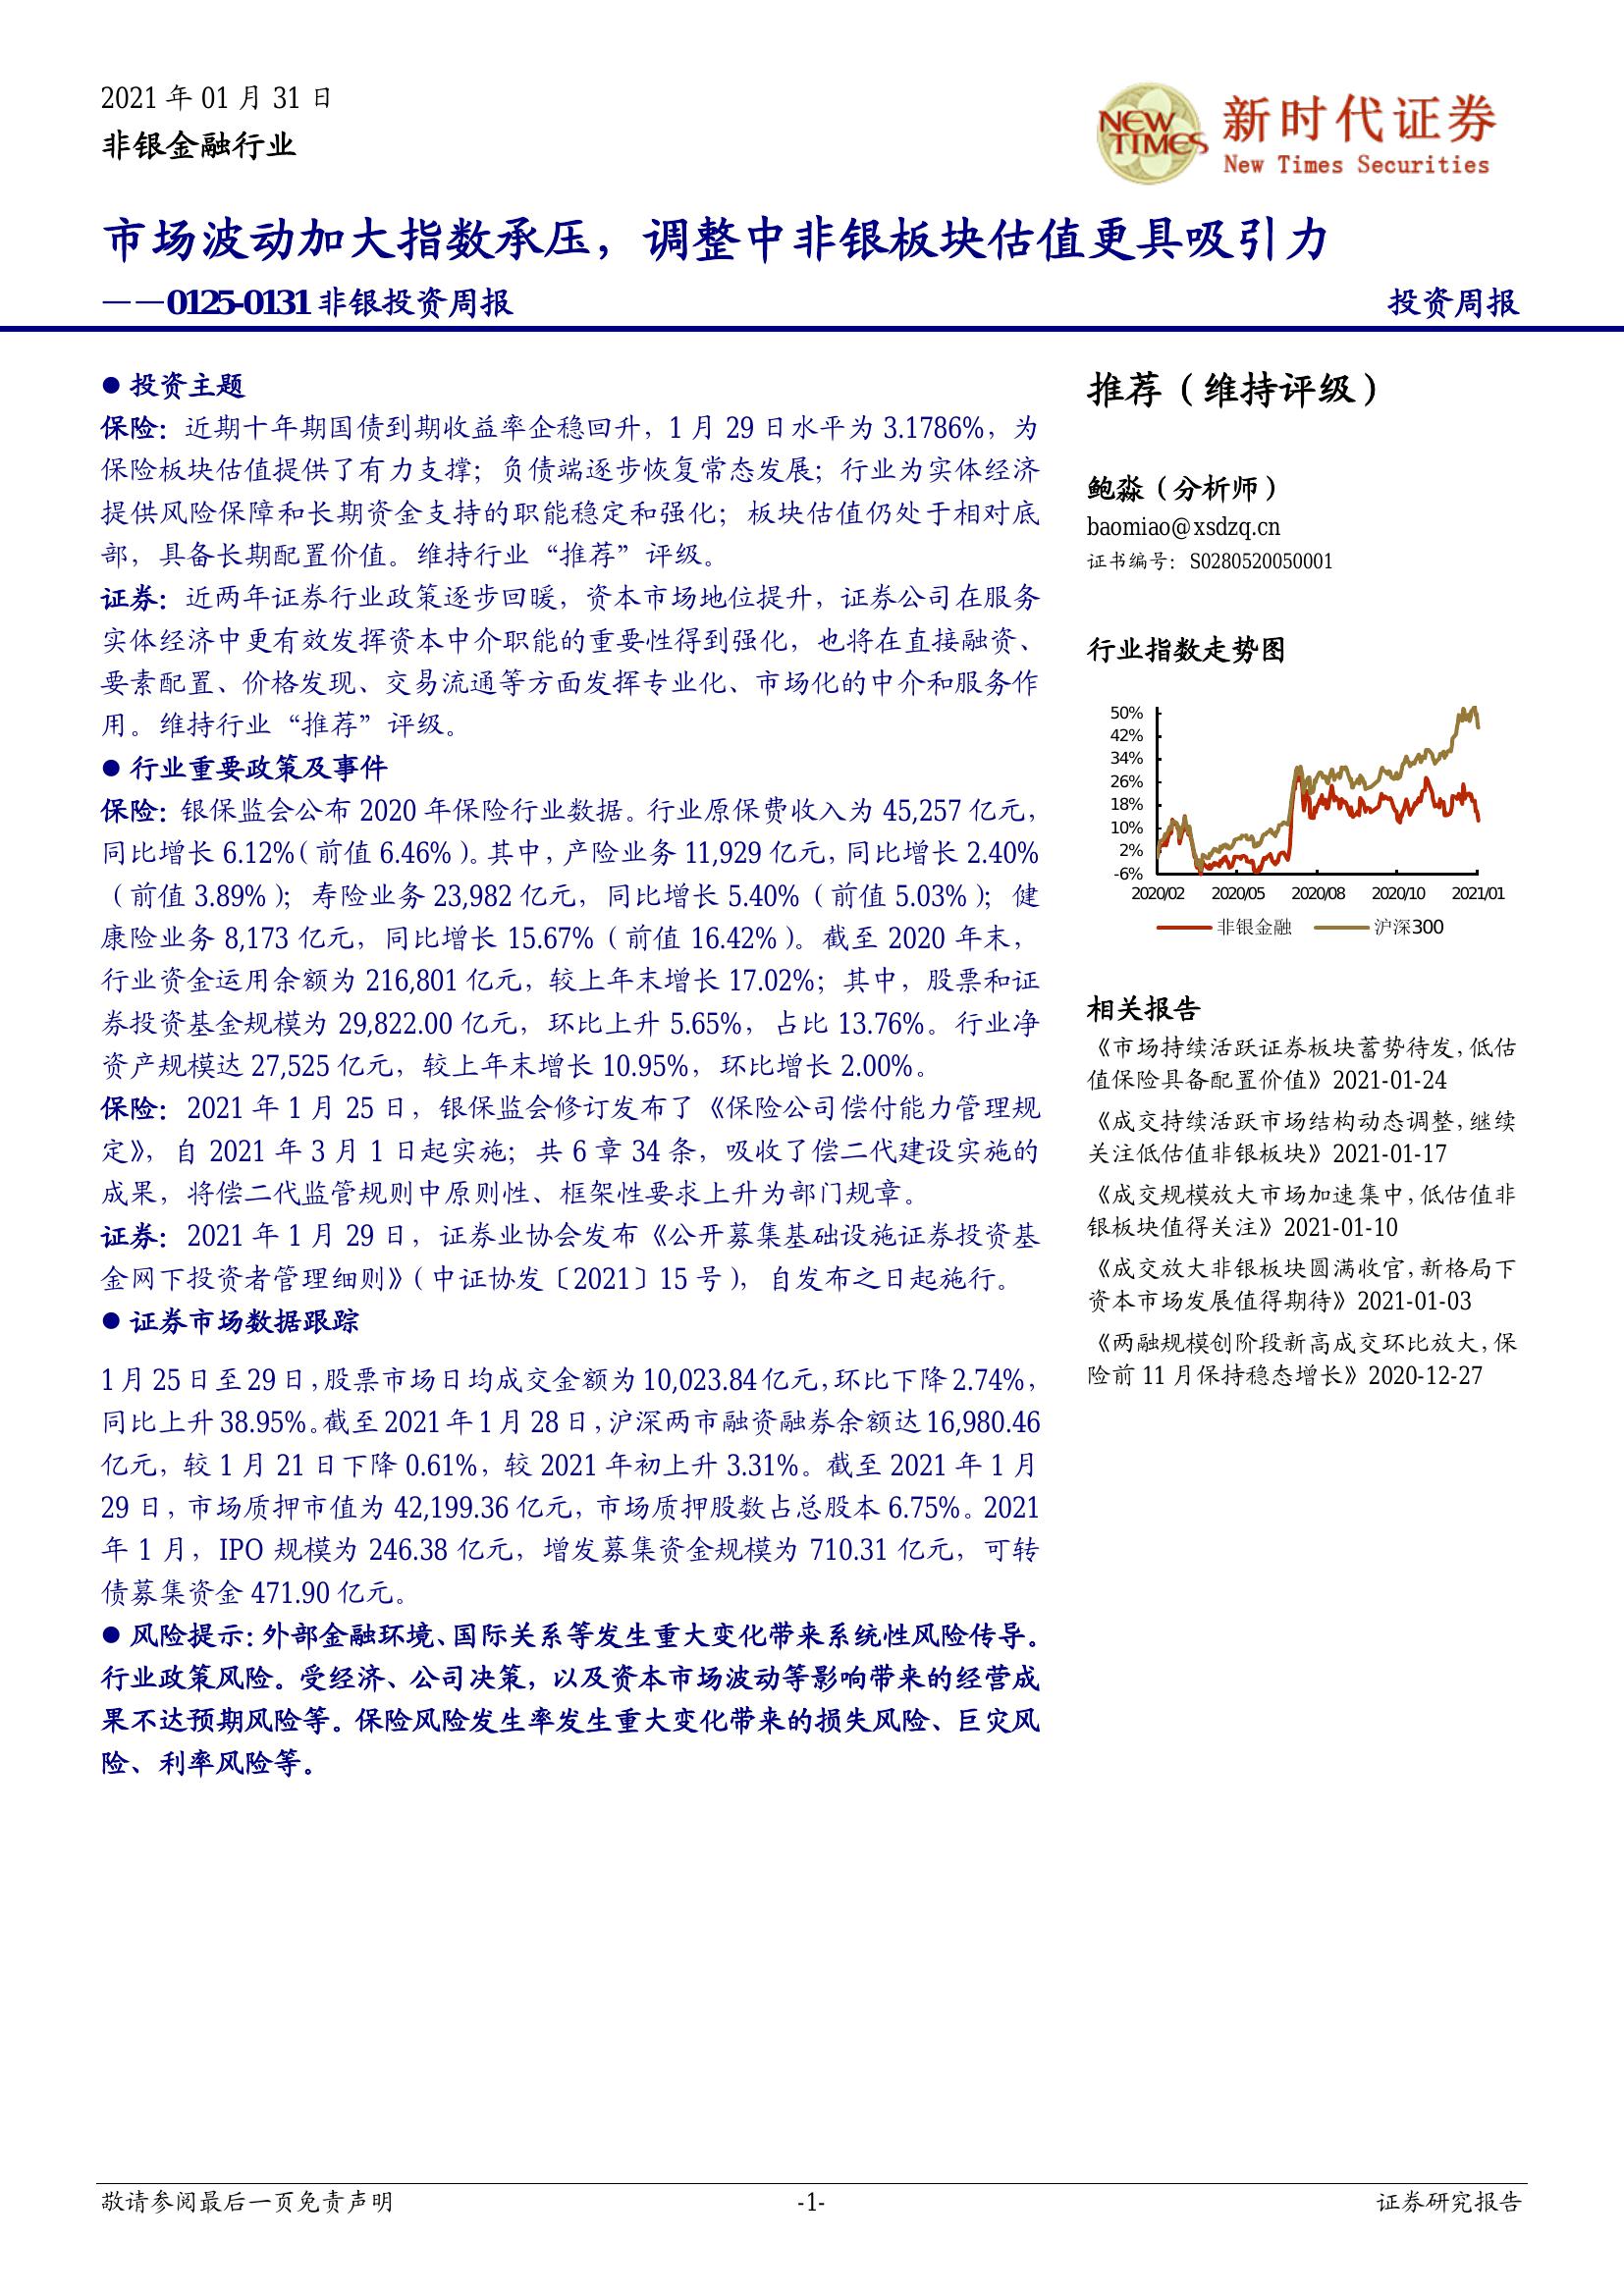 2021 年 01 月 31 日
非银金融行业
NEW TIMES
新时代证券
New Times Securities
市场波动加大指数承压，调整中非银板块估值更具吸引力
——0125-0131 非银投资周报
投资周报
● 投资主题
保险：近期十年期国债到期收益率企稳回升，1 月 29 日水平为 3.1786%，为
保险板块估值提供了有力支撑；负债端逐步恢复常态发展；行业为实体经济
提供风险保障和长期资金支持的职能稳定和强化；板块估值仍处于相对底
部，具备长期配置价值。维持行业“推荐”评级。
证券：近两年证券行业政策逐步回暖，资本市场地位提升，证券公司在服务
实体经济中更有效发挥资本中介职能的重要性得到强化，也将在直接融资、
要素配置、价格发现、交易流通等方面发挥专业化、市场化的中介和服务作
用。维持行业“推荐”评级。
● 行业重要政策及事件
保险：银保监会公布 2020 年保险行业数据。行业原保费收入为 45,257 亿元，
同比增长 6.12%（前值 6.46%）。其中，产险业务 11,929 亿元，同比增长 2.40%
（前值 3.89%）；寿险业务 23,982 亿元，同比增长 5.40%（前值 5.03%）；健
康险业务 8,173 亿元，同比增长 15.67%（前值 16.42%）。截至 2020 年末，
行业资金运用余额为 216,801 亿元，较上年末增长 17.02%；其中，股票和证
券投资基金规模为 29,822.00 亿元，环比上升 5.65%，占比 13.76%。行业净
资产规模达 27,525 亿元，较上年末增长 10.95%，环比增长 2.00%。
保险：2021 年 1 月 25 日，银保监会修订发布了《保险公司偿付能力管理规
定》，自 2021 年 3 月 1 日起实施；共 6 章 34 条，吸收了偿二代建设实施的
成果，将偿二代监管规则中原则性、框架性要求上升为部门规章。
证券：2021 年 1 月 29 日，证券业协会发布《公开募集基础设施证券投资基
金网下投资者管理细则》（中证协发〔2021〕15 号），自发布之日起施行。
● 证券市场数据跟踪
1 月 25 日至 29 日，股票市场日均成交金额为 10,023.84 亿元，环比下降 2.74%，
同比上升 38.95%。截至 2021 年 1 月 28 日，沪深两市融资融券余额达 16,980.46
亿元，较 1 月 21 日下降 0.61%，较 2021 年初上升 3.31%。截至 2021 年 1 月
29 日，市场质押市值为 42,199.36 亿元，市场质押股数占总股本 6.75%。2021
年 1 月，IPO 规模为 246.38 亿元，增发募集资金规模为 710.31 亿元，可转
债募集资金 471.90 亿元。
● 风险提示：外部金融环境、国际关系等发生重大变化带来系统性风险传导。
行业政策风险。受经济、公司决策，以及资本市场波动等影响带来的经营成
果不达预期风险等。保险风险发生率发生重大变化带来的损失风险、巨灾风
险、利率风险等。
推荐（维持评级）
鲍淼（分析师）
baomiao@xsdzq.cn
证书编号：S0280520050001
行业指数走势图
50%
42%
34%
26%
18%
10%
2%
-6%
2020/02 2020/05 2020/08 2020/10 2021/01
非银金融 沪深300
相关报告
《市场持续活跃证券板块蓄势待发，低估
值保险具备配置价值》2021-01-24
《成交持续活跃市场结构动态调整，继续
关注低估值非银板块》2021-01-17
《成交规模放大市场加速集中，低估值非
银板块值得关注》2021-01-10
《成交放大非银板块圆满收官，新格局下
资本市场发展值得期待》2021-01-03
《两融规模创阶段新高成交环比放大，保
险前 11 月保持稳态增长》2020-12-27
敬请参阅最后一页免责声明
-1-
证券研究报告